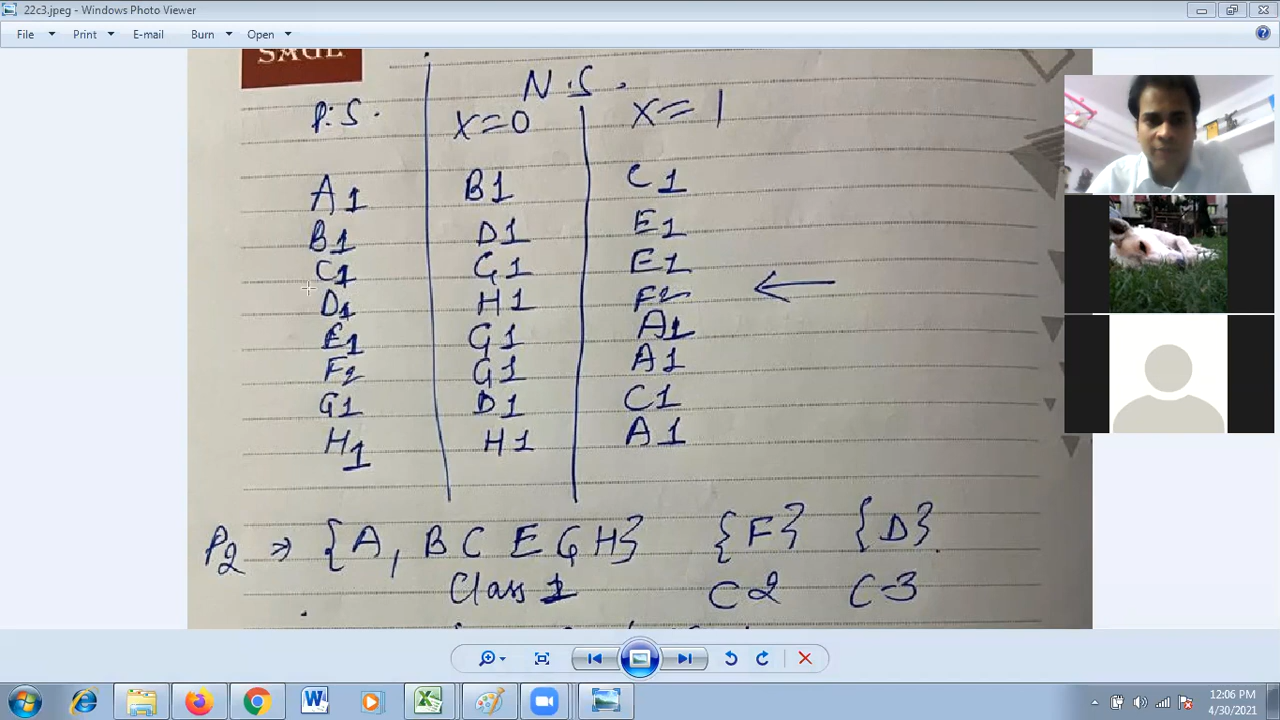 22c3.jpeg - Windows Photo Viewer
File Print E-mail Burn Open
SAGE
N.S.
P.S. X=0 X=1
A1 B1 C1
B1 D1 E1
C1 G1 E1
D1 H1 F2
E1 G1 A1
F2 G1 A1
G1 D1 C1
H1 H1 A1
P2 => {A, B C E G H} {F} {D}.
Class 1 C2 C-3
12:06 PM
4/30/2021